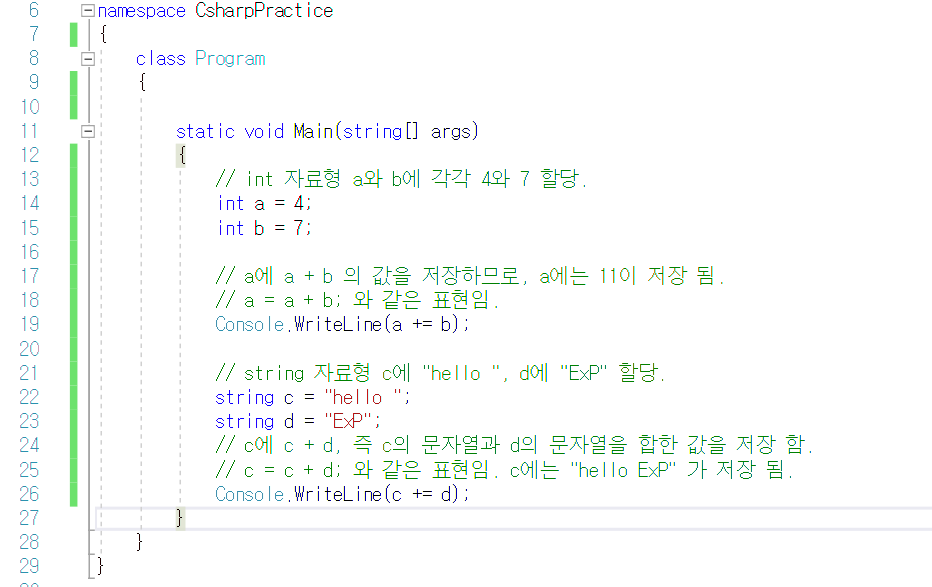 6 namespace CsharpPractice
7 {
8 class Program
9 {
10
11 static void Main(string[] args)
12 {
13 // int 자료형 a와 b에 각각 4와 7 할당.
14 int a = 4;
15 int b = 7;
16
17 // a에 a + b 의 값을 저장하므로, a에는 11이 저장 됨.
18 // a = a + b; 와 같은 표현임.
19 Console.WriteLine(a += b);
20
21 // string 자료형 c에 "hello ", d에 "ExP" 할당.
22 string c = "hello ";
23 string d = "ExP";
24 // c에 c + d, 즉 c의 문자열과 d의 문자열을 합한 값을 저장 함.
25 // c = c + d; 와 같은 표현임. c에는 "hello ExP" 가 저장 됨.
26 Console.WriteLine(c += d);
27 }
28 }
29 }